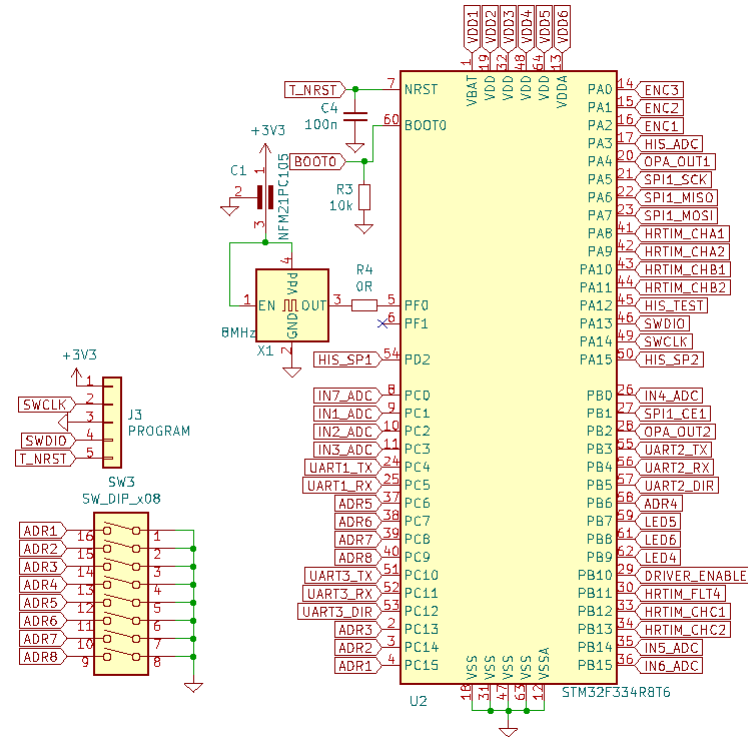 VDD1
VDD2
VDD3
VDD4
VDD5
VDD6
1
19
32
48
64
13
VBAT
VDD
VDD
VDD
VDD
VDDA
T_NRST
7
NRST
C4
100n
60
BOOT0
BOOT0
R3
10k
+3V3
C1
1
2
3
NFM21PC105
4
Vdd
1
EN
OUT
3
GND
2
8MHz
X1
R4
0R
5
PF0
6
PF1
HIS_SP1
54
PD2
IN7_ADC
8
PC0
IN1_ADC
9
PC1
IN2_ADC
10
PC2
IN3_ADC
11
PC3
UART1_TX
24
PC4
UART1_RX
25
PC5
ADR5
37
PC6
ADR6
38
PC7
ADR7
39
PC8
ADR8
40
PC9
UART3_TX
51
PC10
UART3_RX
52
PC11
UART3_DIR
53
PC12
ADR3
2
PC13
ADR2
3
PC14
ADR1
4
PC15
PA0
14
ENC3
PA1
15
ENC2
PA2
16
ENC1
PA3
17
HIS_ADC
PA4
20
OPA_OUT1
PA5
21
SPI1_SCK
PA6
22
SPI1_MISO
PA7
23
SPI1_MOSI
PA8
41
HRTIM_CHA1
PA9
42
HRTIM_CHA2
PA10
43
HRTIM_CHB1
PA11
44
HRTIM_CHB2
PA12
45
HIS_TEST
PA13
46
SWDIO
PA14
49
SWCLK
PA15
50
HIS_SP2
PB0
26
IN4_ADC
PB1
27
SPI1_CE1
PB2
28
OPA_OUT2
PB3
55
UART2_TX
PB4
56
UART2_RX
PB5
57
UART2_DIR
PB6
58
ADR4
PB7
59
LED5
PB8
61
LED6
PB9
62
LED4
PB10
29
DRIVER_ENABLE
PB11
30
HRTIM_FLT4
PB12
33
HRTIM_CHC1
PB13
34
HRTIM_CHC2
PB14
35
IN5_ADC
PB15
36
IN6_ADC
VSS
VSS
VSS
VSS
VSSA
18
31
47
63
12
U2
STM32F334R8T6
+3V3
1
SWCLK
2
3
SWDIO
4
T_NRST
5
J3
PROGRAM
SW3
SW_DIP_x08
ADR1
16
1
ADR2
15
2
ADR3
14
3
ADR4
13
4
ADR5
12
5
ADR6
11
6
ADR7
10
7
ADR8
9
8